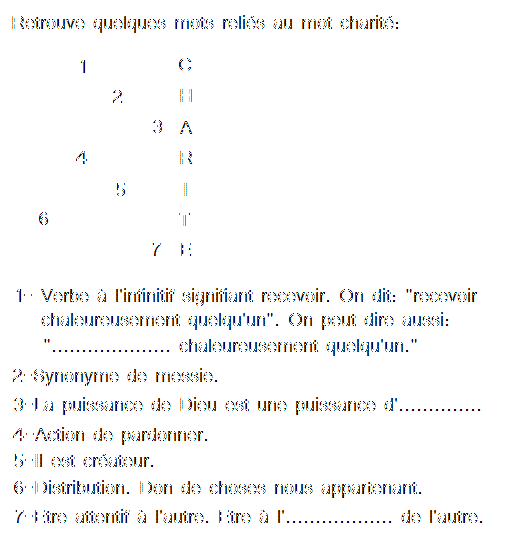 Retrouve quelques mots reliés au mot charité:
1 C
2 H
3 A
4 R
5 I
6 T
7 E
1- Verbe à l'infinitif signifiant recevoir. On dit: "recevoir
chaleureusement quelqu'un". On peut dire aussi:
".................... chaleureusement quelqu'un."
2-Synonyme de messie.
3-La puissance de Dieu est une puissance d'..............
4-Action de pardonner.
5-Il est créateur.
6-Distribution. Don de choses nous appartenant.
7-Etre attentif à l'autre. Etre à l'.................. de l'autre.